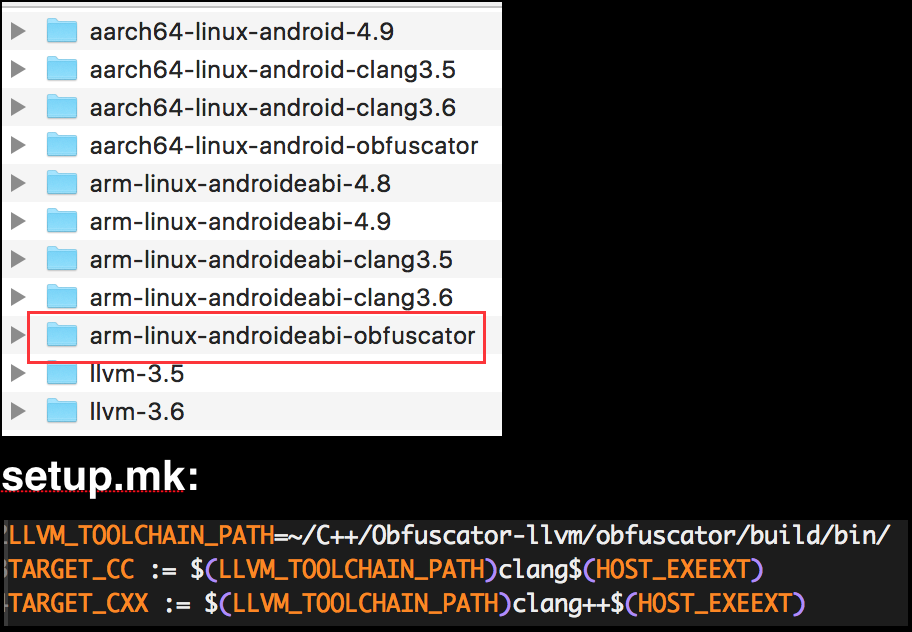 aarch64-linux-android-4.9
aarch64-linux-android-clang3.5
aarch64-linux-android-clang3.6
aarch64-linux-android-obfuscator
arm-linux-androideabi-4.8
arm-linux-androideabi-4.9
arm-linux-androideabi-clang3.5
arm-linux-androideabi-clang3.6
arm-linux-androideabi-obfuscator
llvm-3.5
llvm-3.6
setup.mk:
LLVM_TOOLCHAIN_PATH=~/C++/Obfuscator-llvm/obfuscator/build/bin/
TARGET_CC := $(LLVM_TOOLCHAIN_PATH)clang$(HOST_EXEEXT)
TARGET_CXX := $(LLVM_TOOLCHAIN_PATH)clang++$(HOST_EXEEXT)